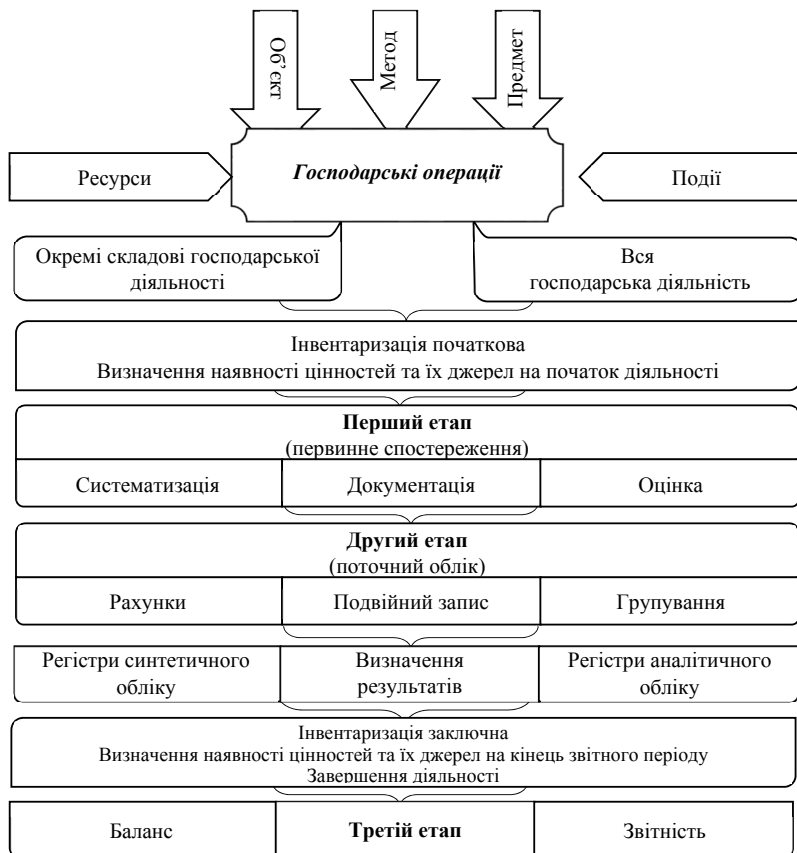 Об’єкт
Метод
Предмет
Ресурси
Господарські операції
Події
Окремі складові господарської
діяльності
Вся
господарська діяльність
Інвентаризація початкова
Визначення наявності цінностей та їх джерел на початок діяльності
Перший етап
(первинне спостереження)
Систематизація
Документація
Оцінка
Другий етап
(поточний облік)
Рахунки
Подвійний запис
Групування
Регістри синтетичного
обліку
Визначення
результатів
Регістри аналітичного
обліку
Інвентаризація заключна
Визначення наявності цінностей та їх джерел на кінець звітного періоду
Завершення діяльності
Баланс
Третій етап
Звітність